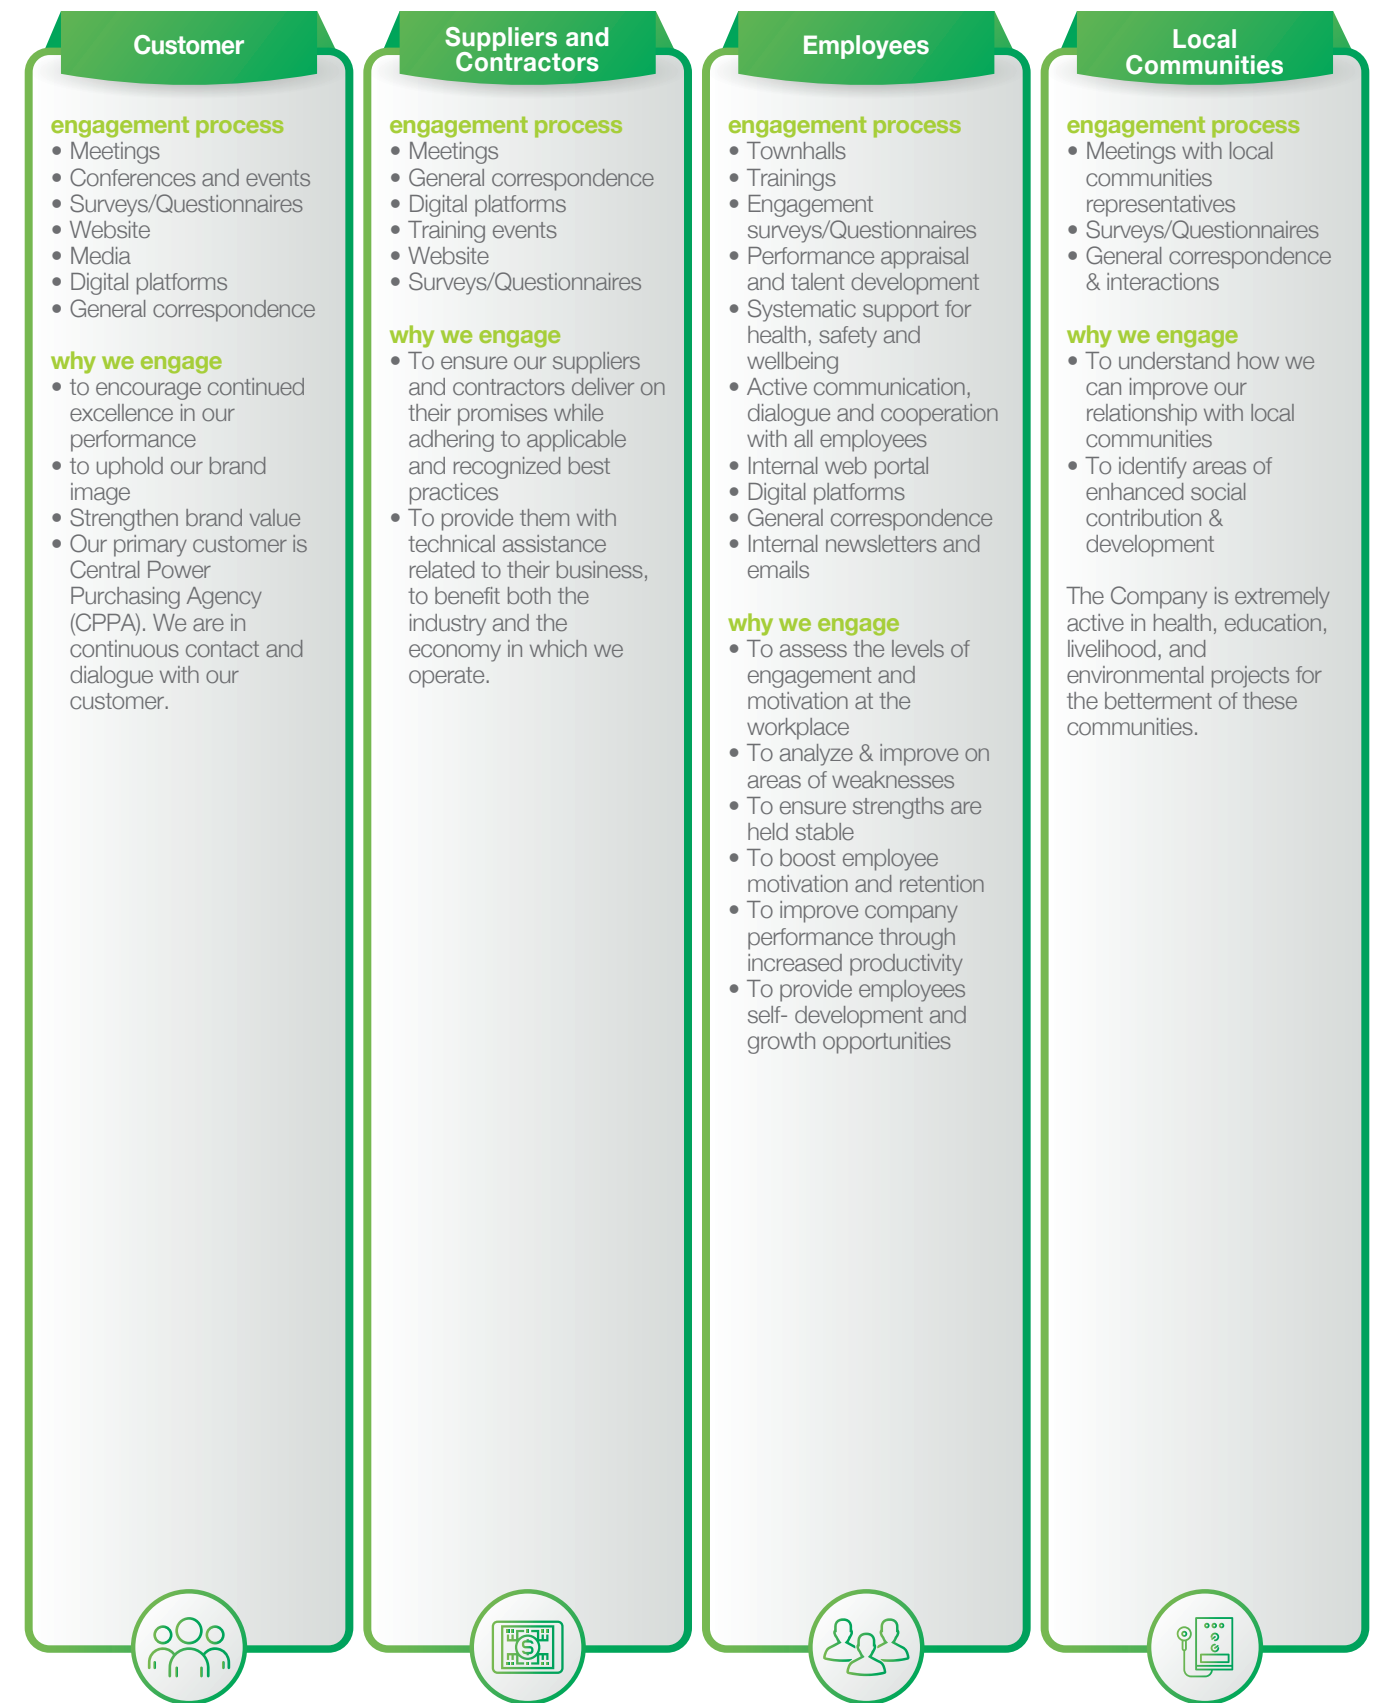 Customer
engagement process
• Meetings
• Conferences and events
• Surveys/Questionnaires
• Website
• Media
• Digital platforms
• General correspondence
why we engage
• to encourage continued
excellence in our
performance
• to uphold our brand
image
• Strengthen brand value
• Our primary customer is
Central Power
Purchasing Agency
(CPPA). We are in
continuous contact and
dialogue with our
customer.
Suppliers and
Contractors
engagement process
• Meetings
• General correspondence
• Digital platforms
• Training events
• Website
• Surveys/Questionnaires
why we engage
• To ensure our suppliers
and contractors deliver on
their promises while
adhering to applicable
and recognized best
practices
• To provide them with
technical assistance
related to their business,
to benefit both the
industry and the
economy in which we
operate.
$
Employees
engagement process
• Townhalls
• Trainings
• Engagement
surveys/Questionnaires
• Performance appraisal
and talent development
• Systematic support for
health, safety and
wellbeing
• Active communication,
dialogue and cooperation
with all employees
• Internal web portal
• Digital platforms
• General correspondence
• Internal newsletters and
emails
why we engage
• To assess the levels of
engagement and
motivation at the
workplace
• To analyze & improve on
areas of weaknesses
• To ensure strengths are
held stable
• To boost employee
motivation and retention
• To improve company
performance through
increased productivity
• To provide employees
self- development and
growth opportunities
Local
Communities
engagement process
• Meetings with local
communities
representatives
• Surveys/Questionnaires
• General correspondence
& interactions
why we engage
• To understand how we
can improve our
relationship with local
communities
• To identify areas of
enhanced social
contribution &
development
The Company is extremely
active in health, education,
livelihood, and
environmental projects for
the betterment of these
communities.